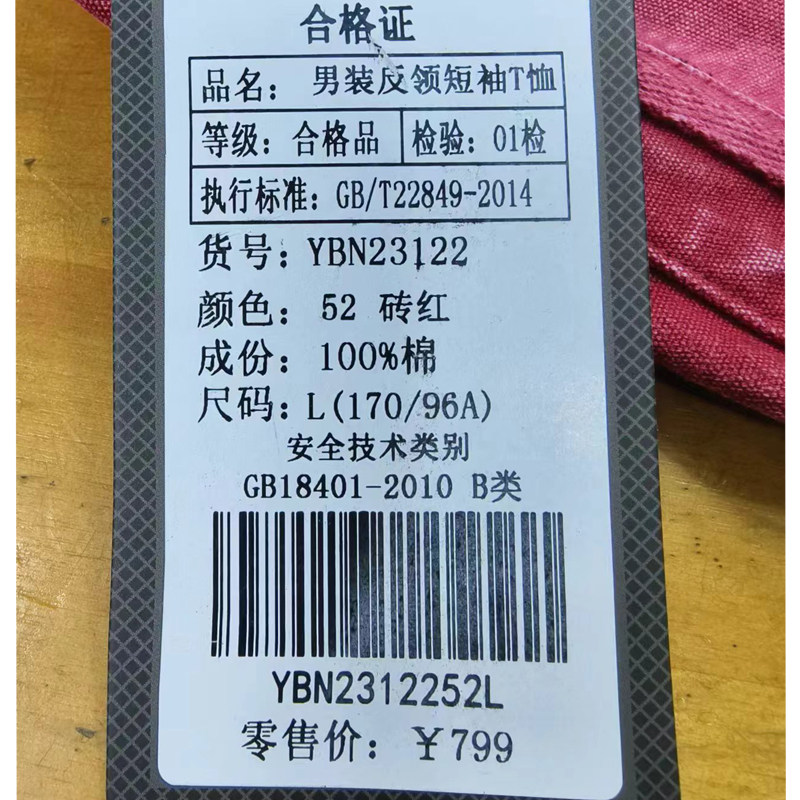 合格证
品名： 男装反领短袖T恤
等级：合格品 检验：01检
执行标准：GB/T22849-2014
货号：YBN23122
颜色： 52 砖红
成份： 100%棉
尺码：L(170/96A)
安全技术类别
GB18401-2010 B类
YBN2312252L
零售价：￥799